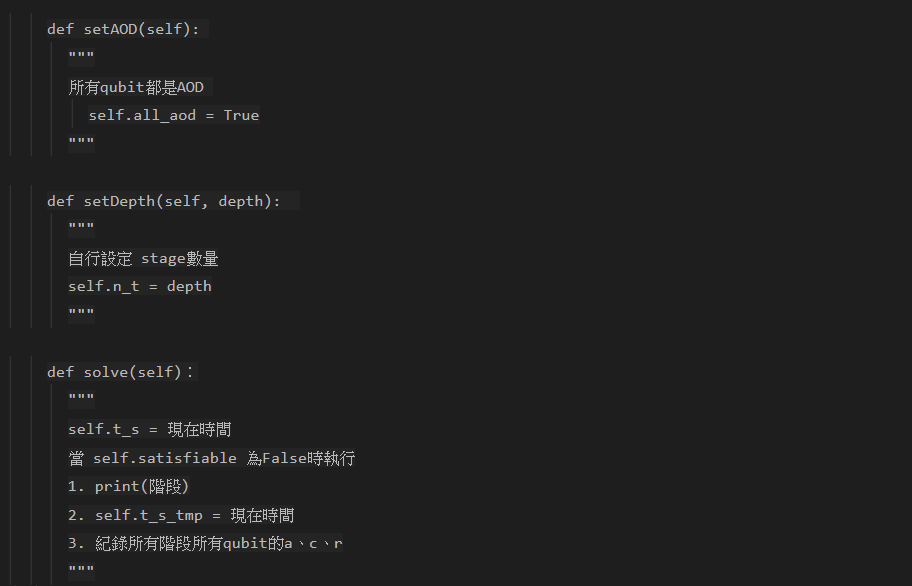 def setAOD(self):
"""
所有qubit都是AOD
self.all_aod = True
"""
def setDepth(self, depth):
"""
自行設定 stage數量
self.n_t = depth
"""
def solve(self)：
"""
self.t_s = 現在時間
當 self.satisfiable 為False時執行
1. print(階段)
2. self.t_s_tmp = 現在時間
3. 紀錄所有階段所有qubit的a、c、r
"""